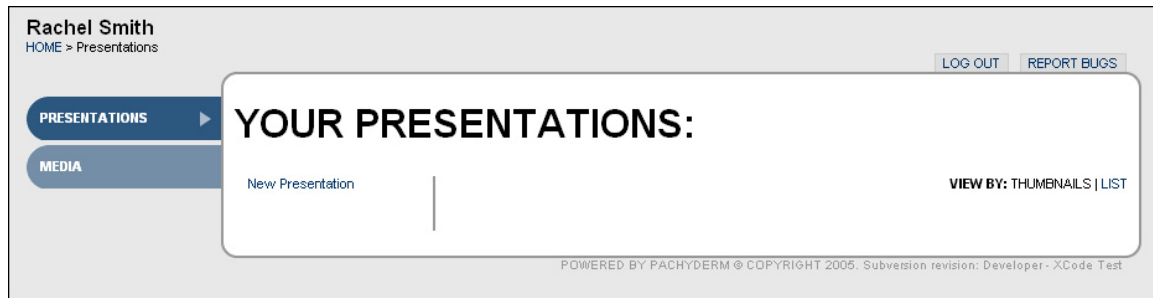 Rachel Smith
HOME > Presentations
LOG OUT REPORT BUGS
PRESENTATIONS
YOUR PRESENTATIONS:
MEDIA
New Presentation
VIEW BY: THUMBNAILS | LIST
POWERED BY PACHYDERM © COPYRIGHT 2005. Subversion revision: Developer - XCode Test